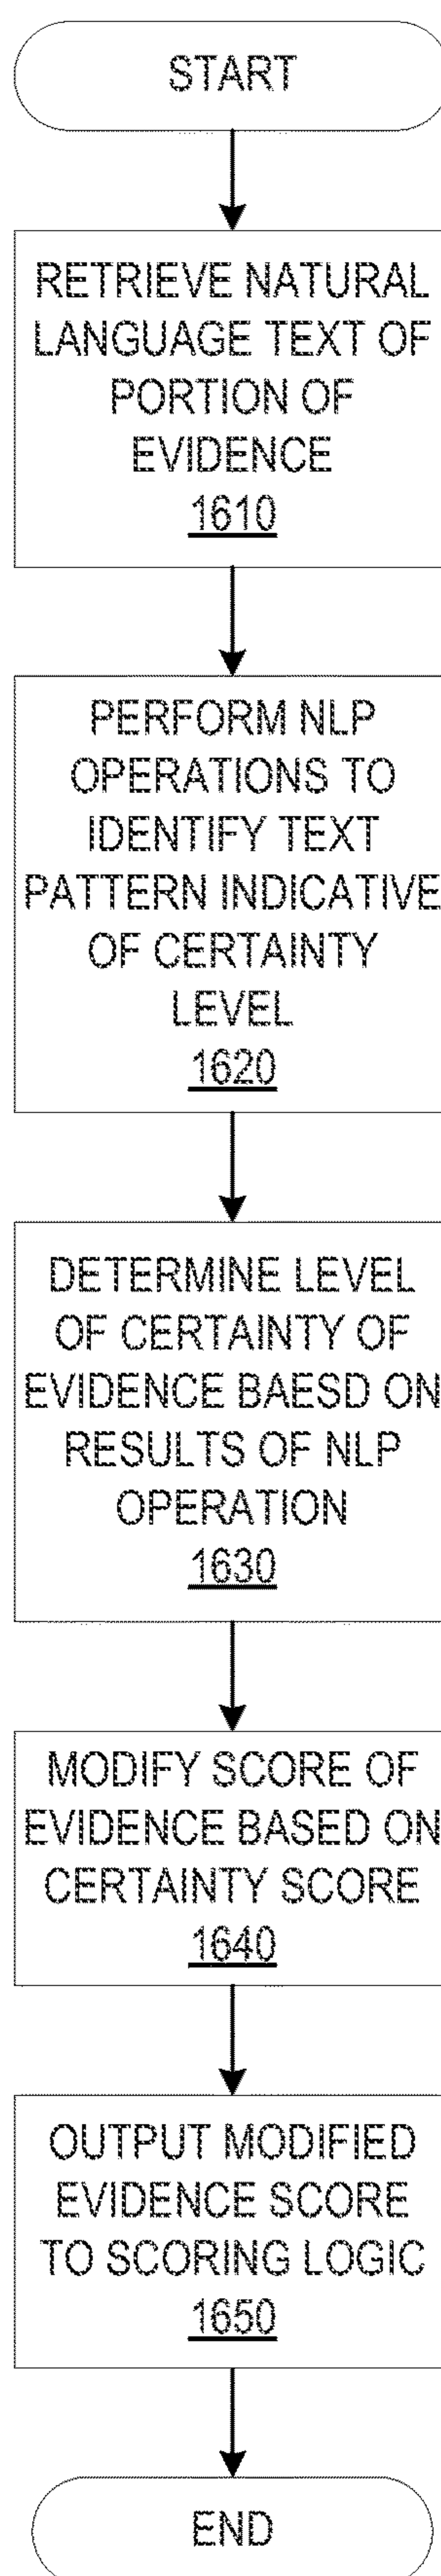 START
RETRIEVE NATURAL
LANGUAGE TEXT OF
PORTION OF
EVIDENCE
1610
PERFORM NLP
OPERATIONS TO
IDENTIFY TEXT
PATTERN INDICATIVE
OF CERTAINTY
LEVEL
1620
DETERMINE LEVEL
OF CERTAINTY OF
EVIDENCE BAESD ON
RESULTS OF NLP
OPERATION
1630
MODIFY SCORE OF
EVIDENCE BASED ON
CERTAINTY SCORE
1640
OUTPUT MODIFIED
EVIDENCE SCORE
TO SCORING LOGIC
1650
END